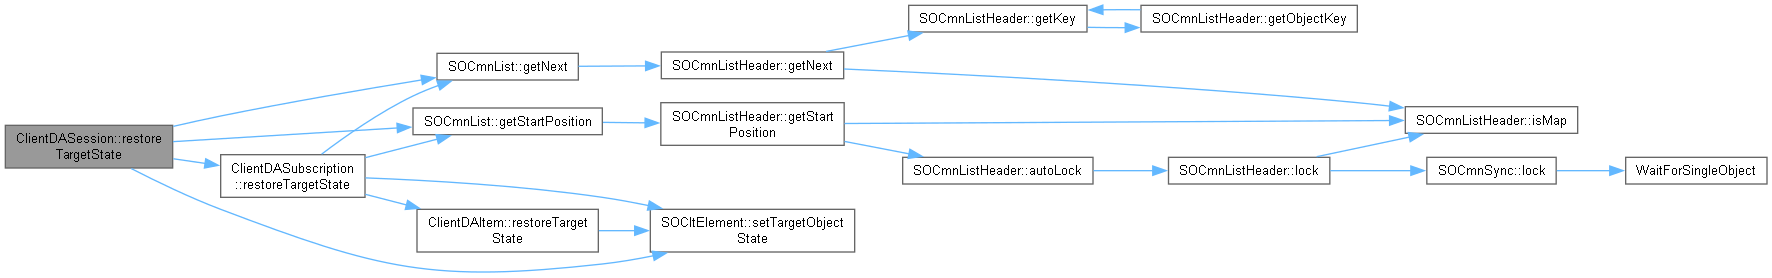 SOCmnListHeader::getKey
SOCmnListHeader::getObjectKey
SOCmnList::getNext
SOCmnListHeader::getNext
SOCmnList::getStartPosition
SOCmnListHeader::getStart
Position
SOCmnListHeader::isMap
ClientDASession::restore
TargetState
ClientDASubscription
::restoreTargetState
SOCmnListHeader::autoLock
SOCmnListHeader::lock
SOCmnSync::lock
WaitForSingleObject
ClientDAItem::restoreTarget
State
SOCltElement::setTargetObject
State